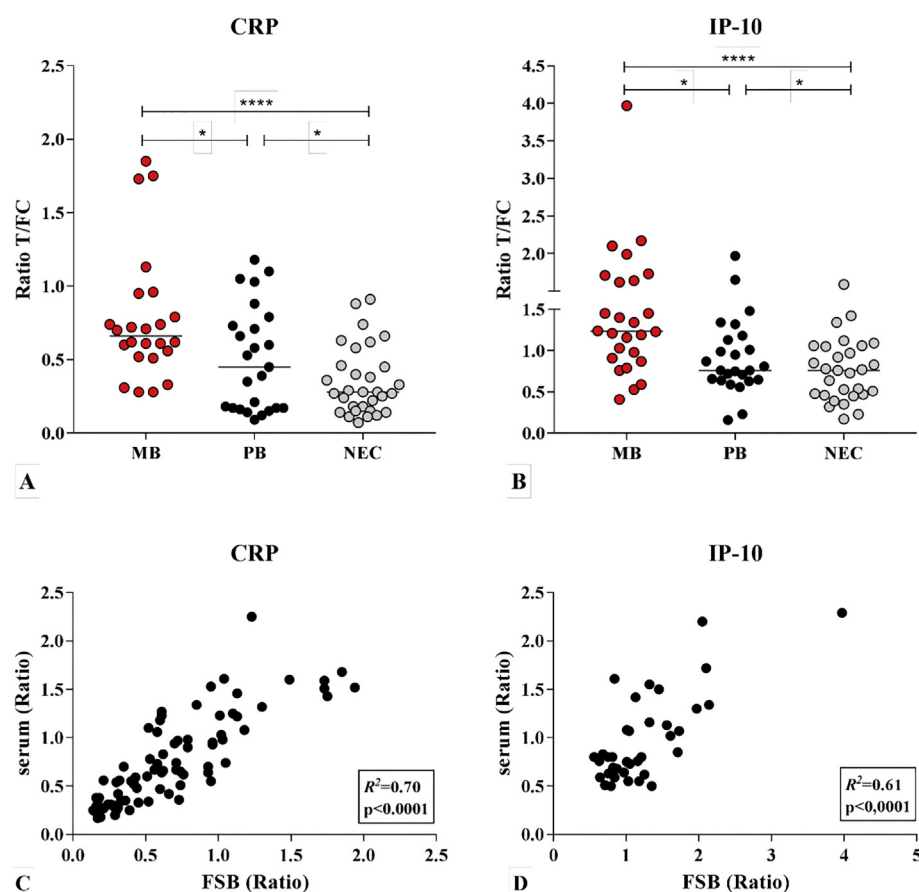 CRP
IP-10
2.5
2.0
1.5
1.0
0.5
0.0
Ratio T/FC
****
*
*
MB
PB
NEC
A
4.5
4.0
3.5
3.0
2.5
2.0
1.5
1.5
1.0
0.5
0.0
Ratio T/FC
****
*
*
MB
PB
NEC
B
CRP
2.5
2.0
1.5
1.0
0.5
0.0
serum (Ratio)
R²=0.70
p<0.0001
0.0
0.5
1.0
1.5
2.0
2.5
FSB (Ratio)
C
IP-10
2.5
2.0
1.5
1.0
0.5
0.0
serum (Ratio)
R²=0.61
p<0,0001
0
1
2
3
4
5
FSB (Ratio)
D